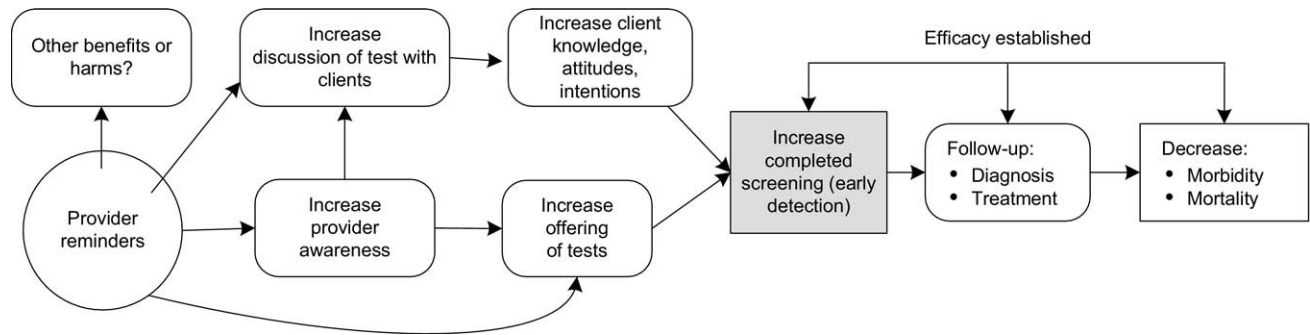 Other benefits or
harms?
Increase
discussion of test with
clients
Increase client
knowledge,
attitudes,
intentions
Efficacy established
Provider
reminders
Increase
provider
awareness
Increase
offering
of tests
Increase
completed
screening (early
detection)
Follow-up:
• Diagnosis
• Treatment
Decrease:
• Morbidity
• Mortality